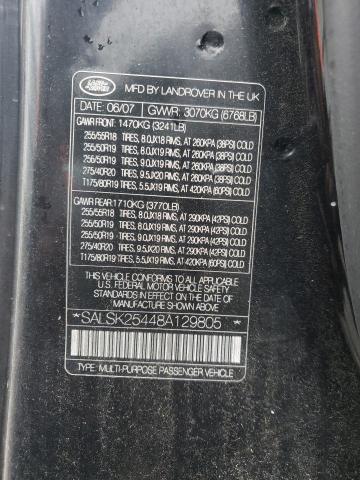 LAND ROVER
MFD BY LANDROVER IN THE UK
DATE: 06/07 GVWR: 3070KG (6768LB)
GAWR FRONT: 1470KG (3241LB)
255/55R18 TIRES, 8.0JX18 RIMS, AT 260KPA (38PSI) COLD
255/50R19 TIRES, 8.0JX19 RIMS, AT 260KPA (38PSI) COLD
255/50R19 TIRES, 9.0JX19 RIMS, AT 260KPA (38PSI) COLD
275/40R20 TIRES, 9.5JX20 RIMS, AT 260KPA (38PSI) COLD
T175/80R19 TIRES, 5.5JX19 RIMS, AT 420KPA (60PSI) COLD
GAWR REAR: 1710KG (3770LB)
255/55R18 TIRES, 8.0JX18 RIMS, AT 290KPA (42PSI) COLD
255/50R19 TIRES, 8.0JX19 RIMS, AT 290KPA (42PSI) COLD
255/50R19 TIRES, 9.0JX19 RIMS, AT 290KPA (42PSI) COLD
275/40R20 TIRES, 9.5JX20 RIMS, AT 290KPA (42PSI) COLD
T175/80R19 TIRES, 5.5JX19 RIMS, AT 420KPA (60PSI) COLD
THIS VEHICLE CONFORMS TO ALL APPLICABLE
U.S. FEDERAL MOTOR VEHICLE SAFETY
STANDARDS IN EFFECT ON THE DATE OF
MANUFACTURE SHOWN ABOVE.
*SALSK25448A129805*
TYPE: MULTI-PURPOSE PASSENGER VEHICLE